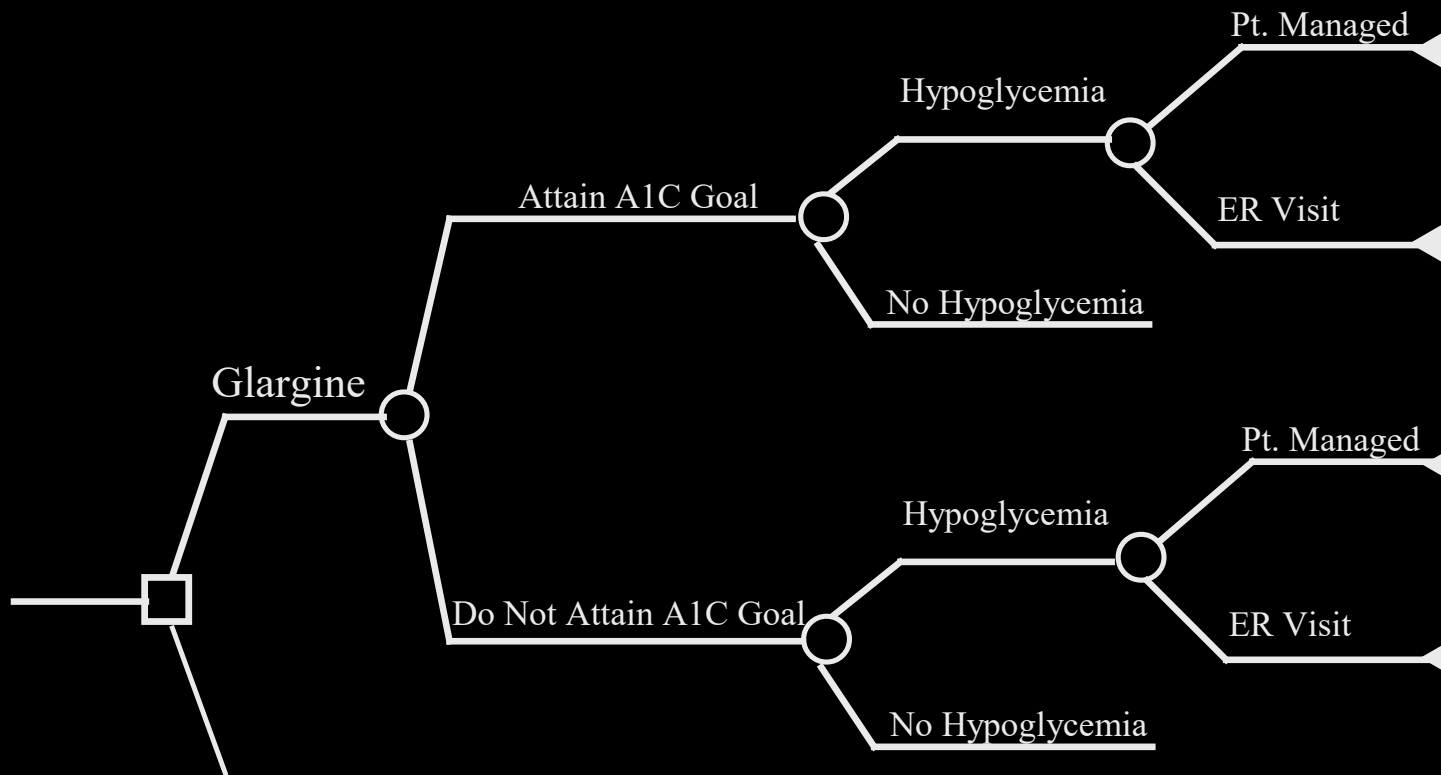 Pt. Managed
Hypoglycemia
Attain A1C Goal
ER Visit
No Hypoglycemia
Glargine
Pt. Managed
Hypoglycemia
Do Not Attain A1C Goal
ER Visit
No Hypoglycemia